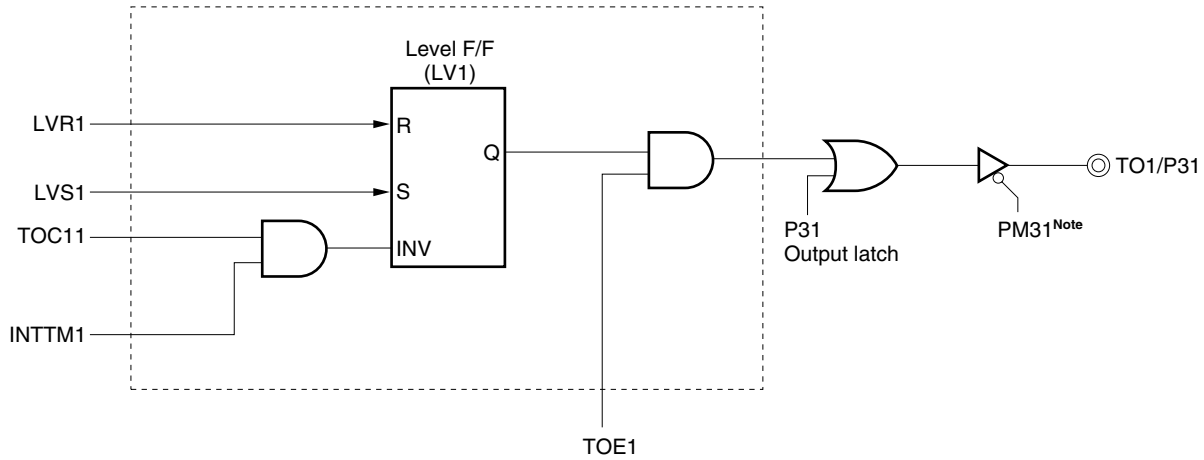 Level F/F
(LV1)
LVR1
R
Q
LVS1
S
TOC11
INV
INTTM1
TOE1
P31
Output latch
PM31Note
TO1/P31